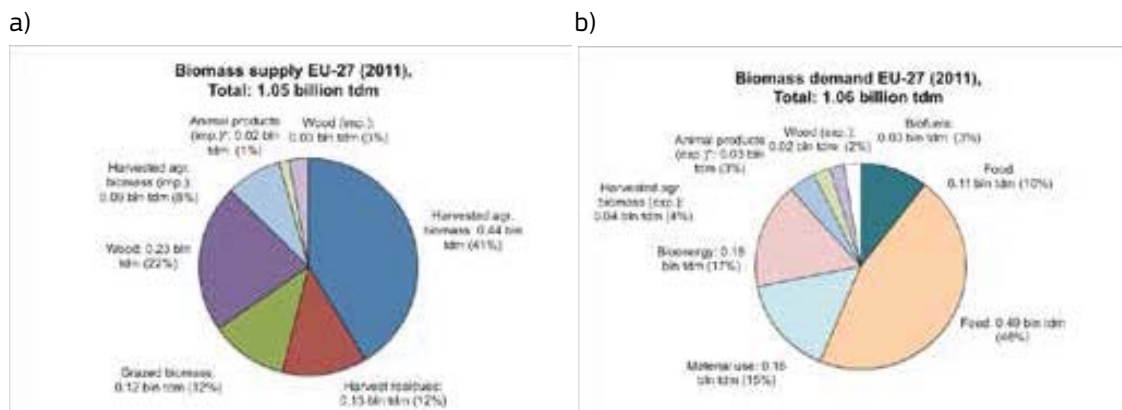 a)
b)
Biomass supply EU-27 (2011),
Total: 1.05 billion tdm
Animal products
(imp.)*: 0.02 bln
tdm (1%)
Wood (imp.):
0.03 bln tdm (3%)
Harvested agr.
biomass (imp.):
0.09 bln tdm (8%)
Harvested agr.
biomass: 0.44 bln
tdm (41%)
Wood: 0.23 bln
tdm (22%)
Grazed biomass:
0.12 bln tdm (12%)
Harvest residues:
0.13 bln tdm (12%)
Biomass demand EU-27 (2011),
Total: 1.06 billion tdm
Animal products
(exp.)*: 0.03 bln
tdm (3%)
Wood (exp.):
0.02 bln tdm (2%)
Biofuels:
0.03 bln tdm (3%)
Food:
0.11 bln tdm (10%)
Harvested agr.
biomass (exp.):
0.04 bln tdm (4%)
Bioenergy: 0.18
bln tdm (17%)
Material use: 0.16
bln tdm (15%)
Food: 0.49 bln tdm
(46%)